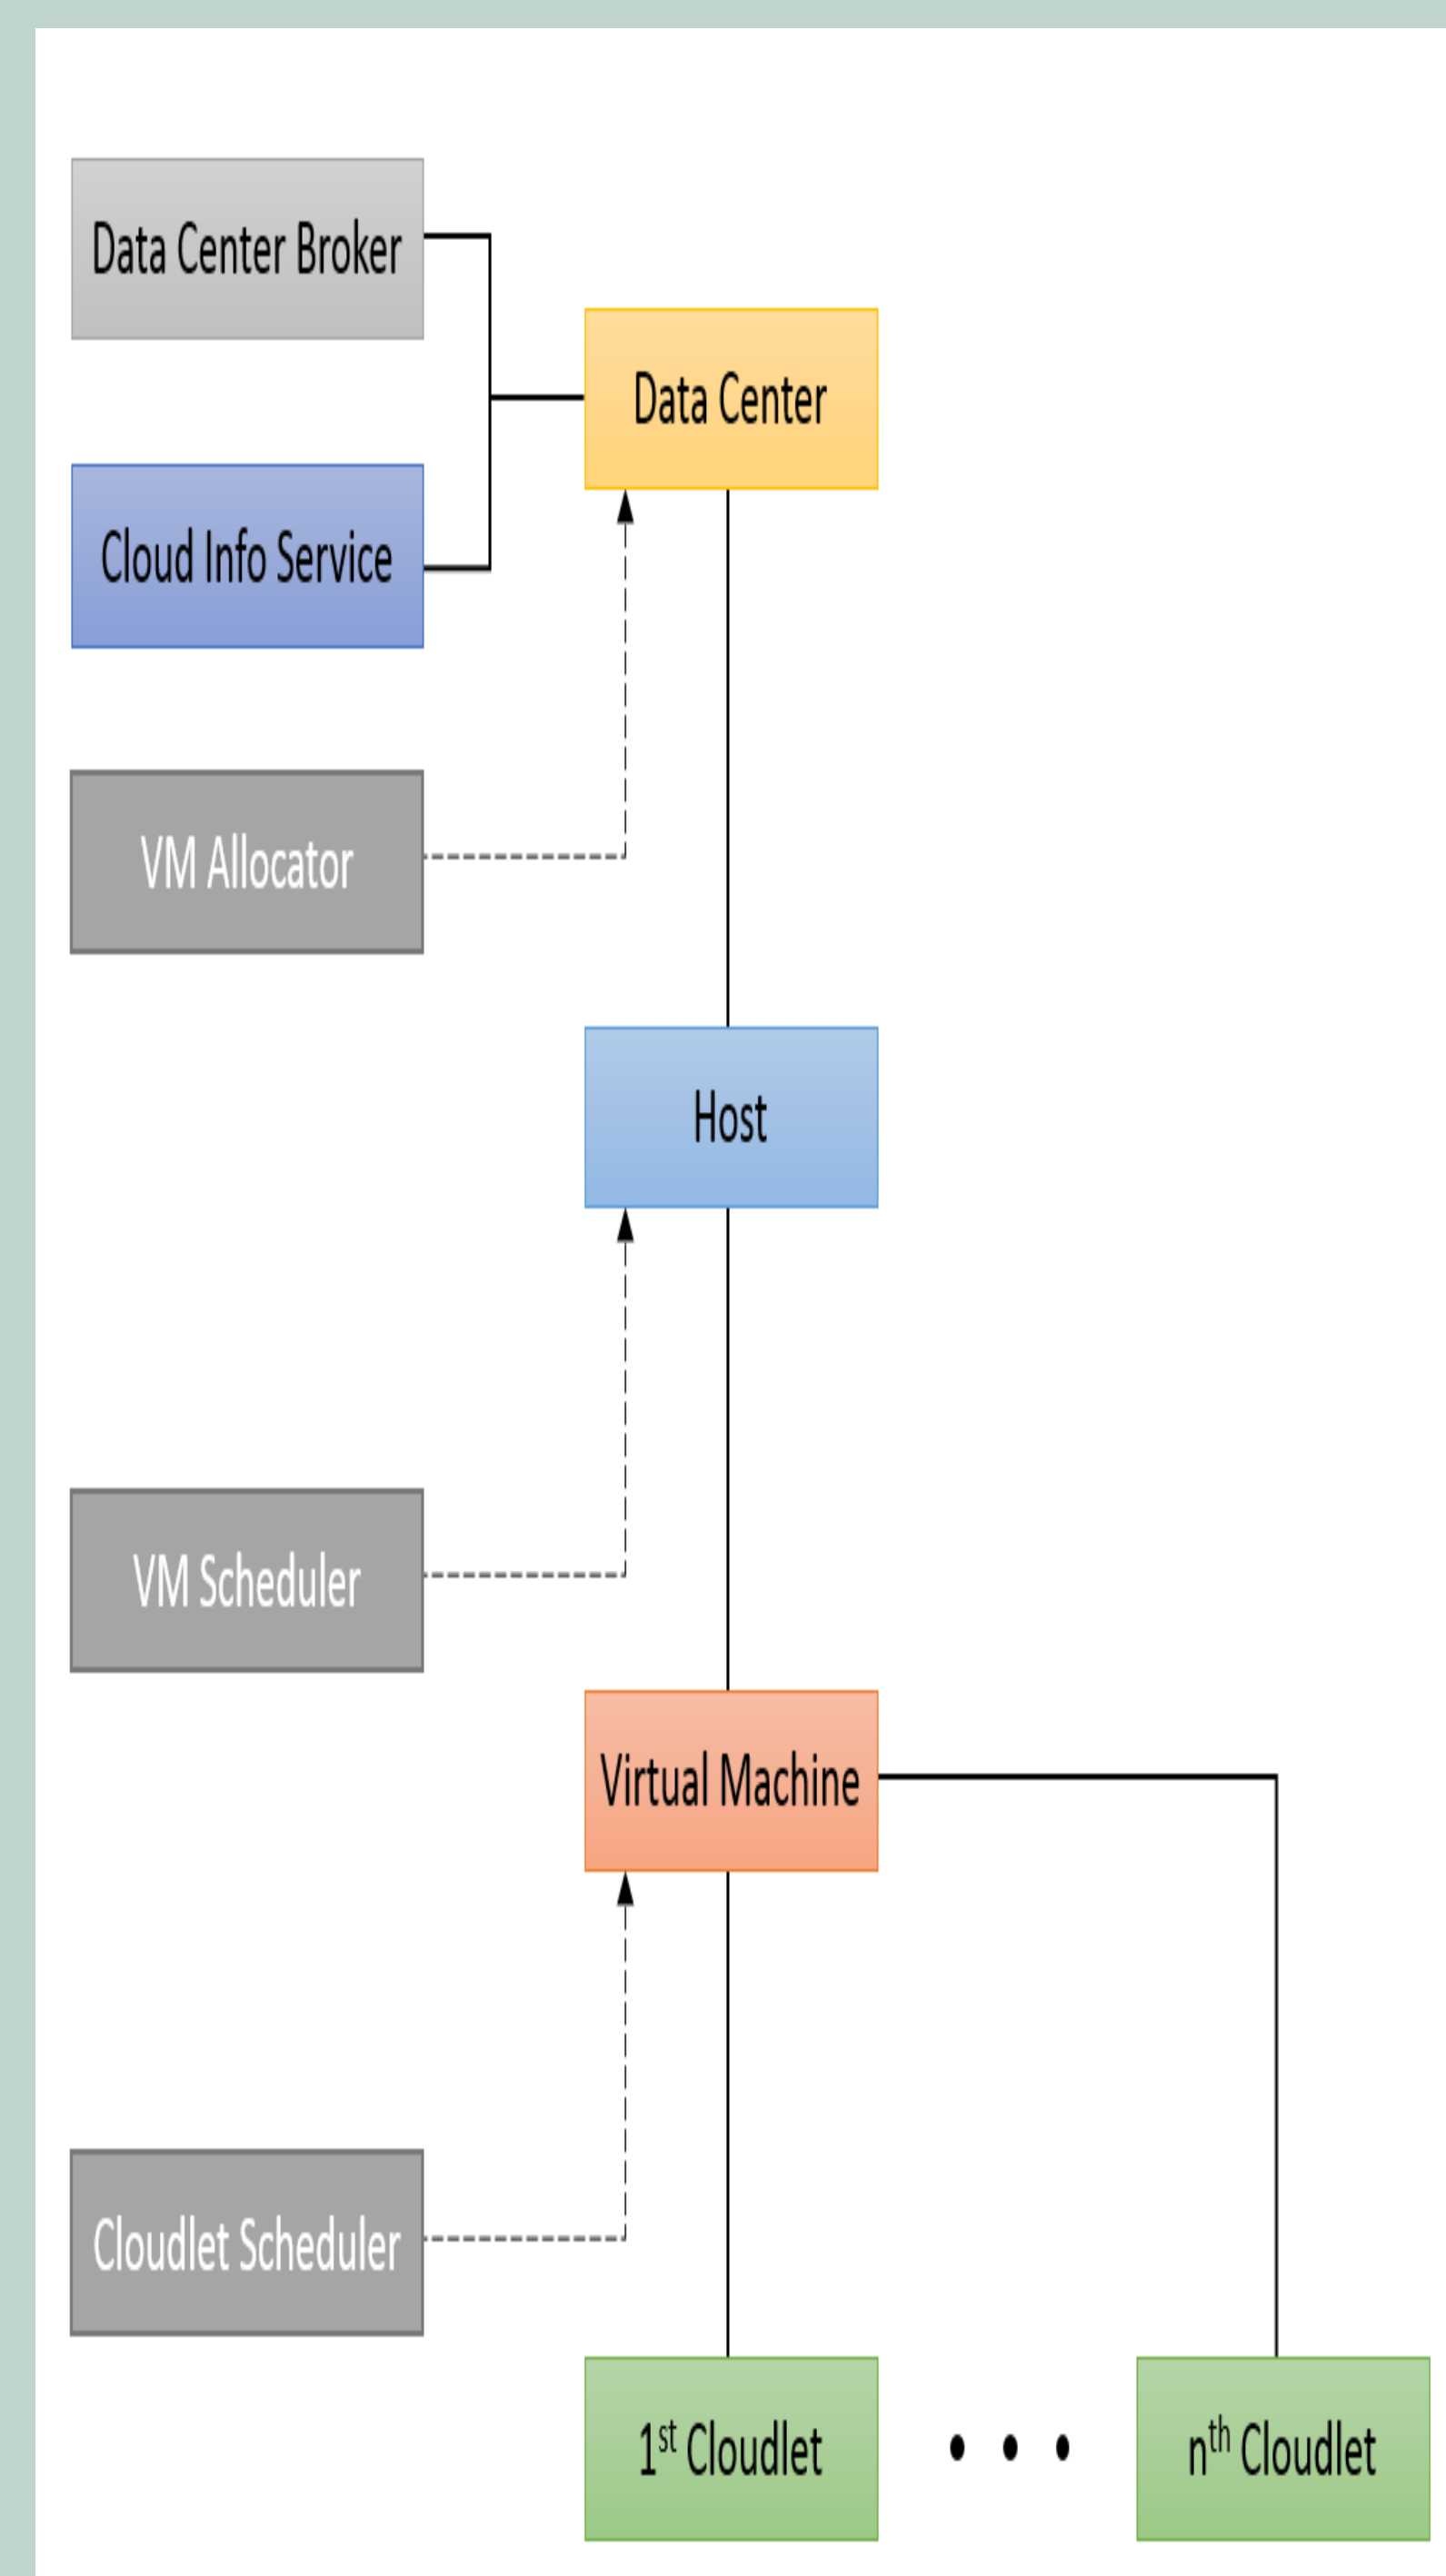 Data Center Broker
Data Center
Cloud Info Service
VM Allocator
Host
VM Scheduler
Virtual Machine
Cloudlet Scheduler
1st Cloudlet
• • •
nth Cloudlet